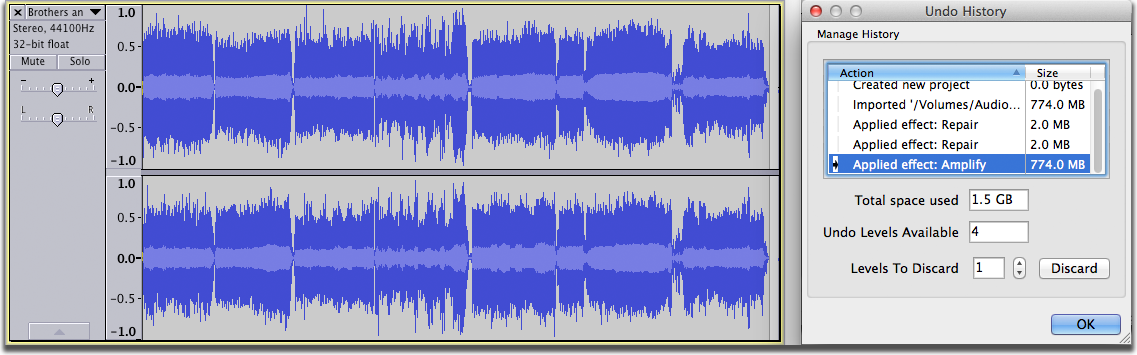 Brothers an
Stereo, 44100Hz
32-bit float
Mute Solo
- +
L R
1.0
0.5
0.0
-0.5
-1.0
1.0
0.5
0.0
-0.5
-1.0
Undo History
Manage History
Action Size
Created new project 0.0 bytes
Imported '/Volumes/Audio... 774.0 MB
Applied effect: Repair 2.0 MB
Applied effect: Repair 2.0 MB
Applied effect: Amplify 774.0 MB
Total space used 1.5 GB
Undo Levels Available 4
Levels To Discard 1 Discard
OK